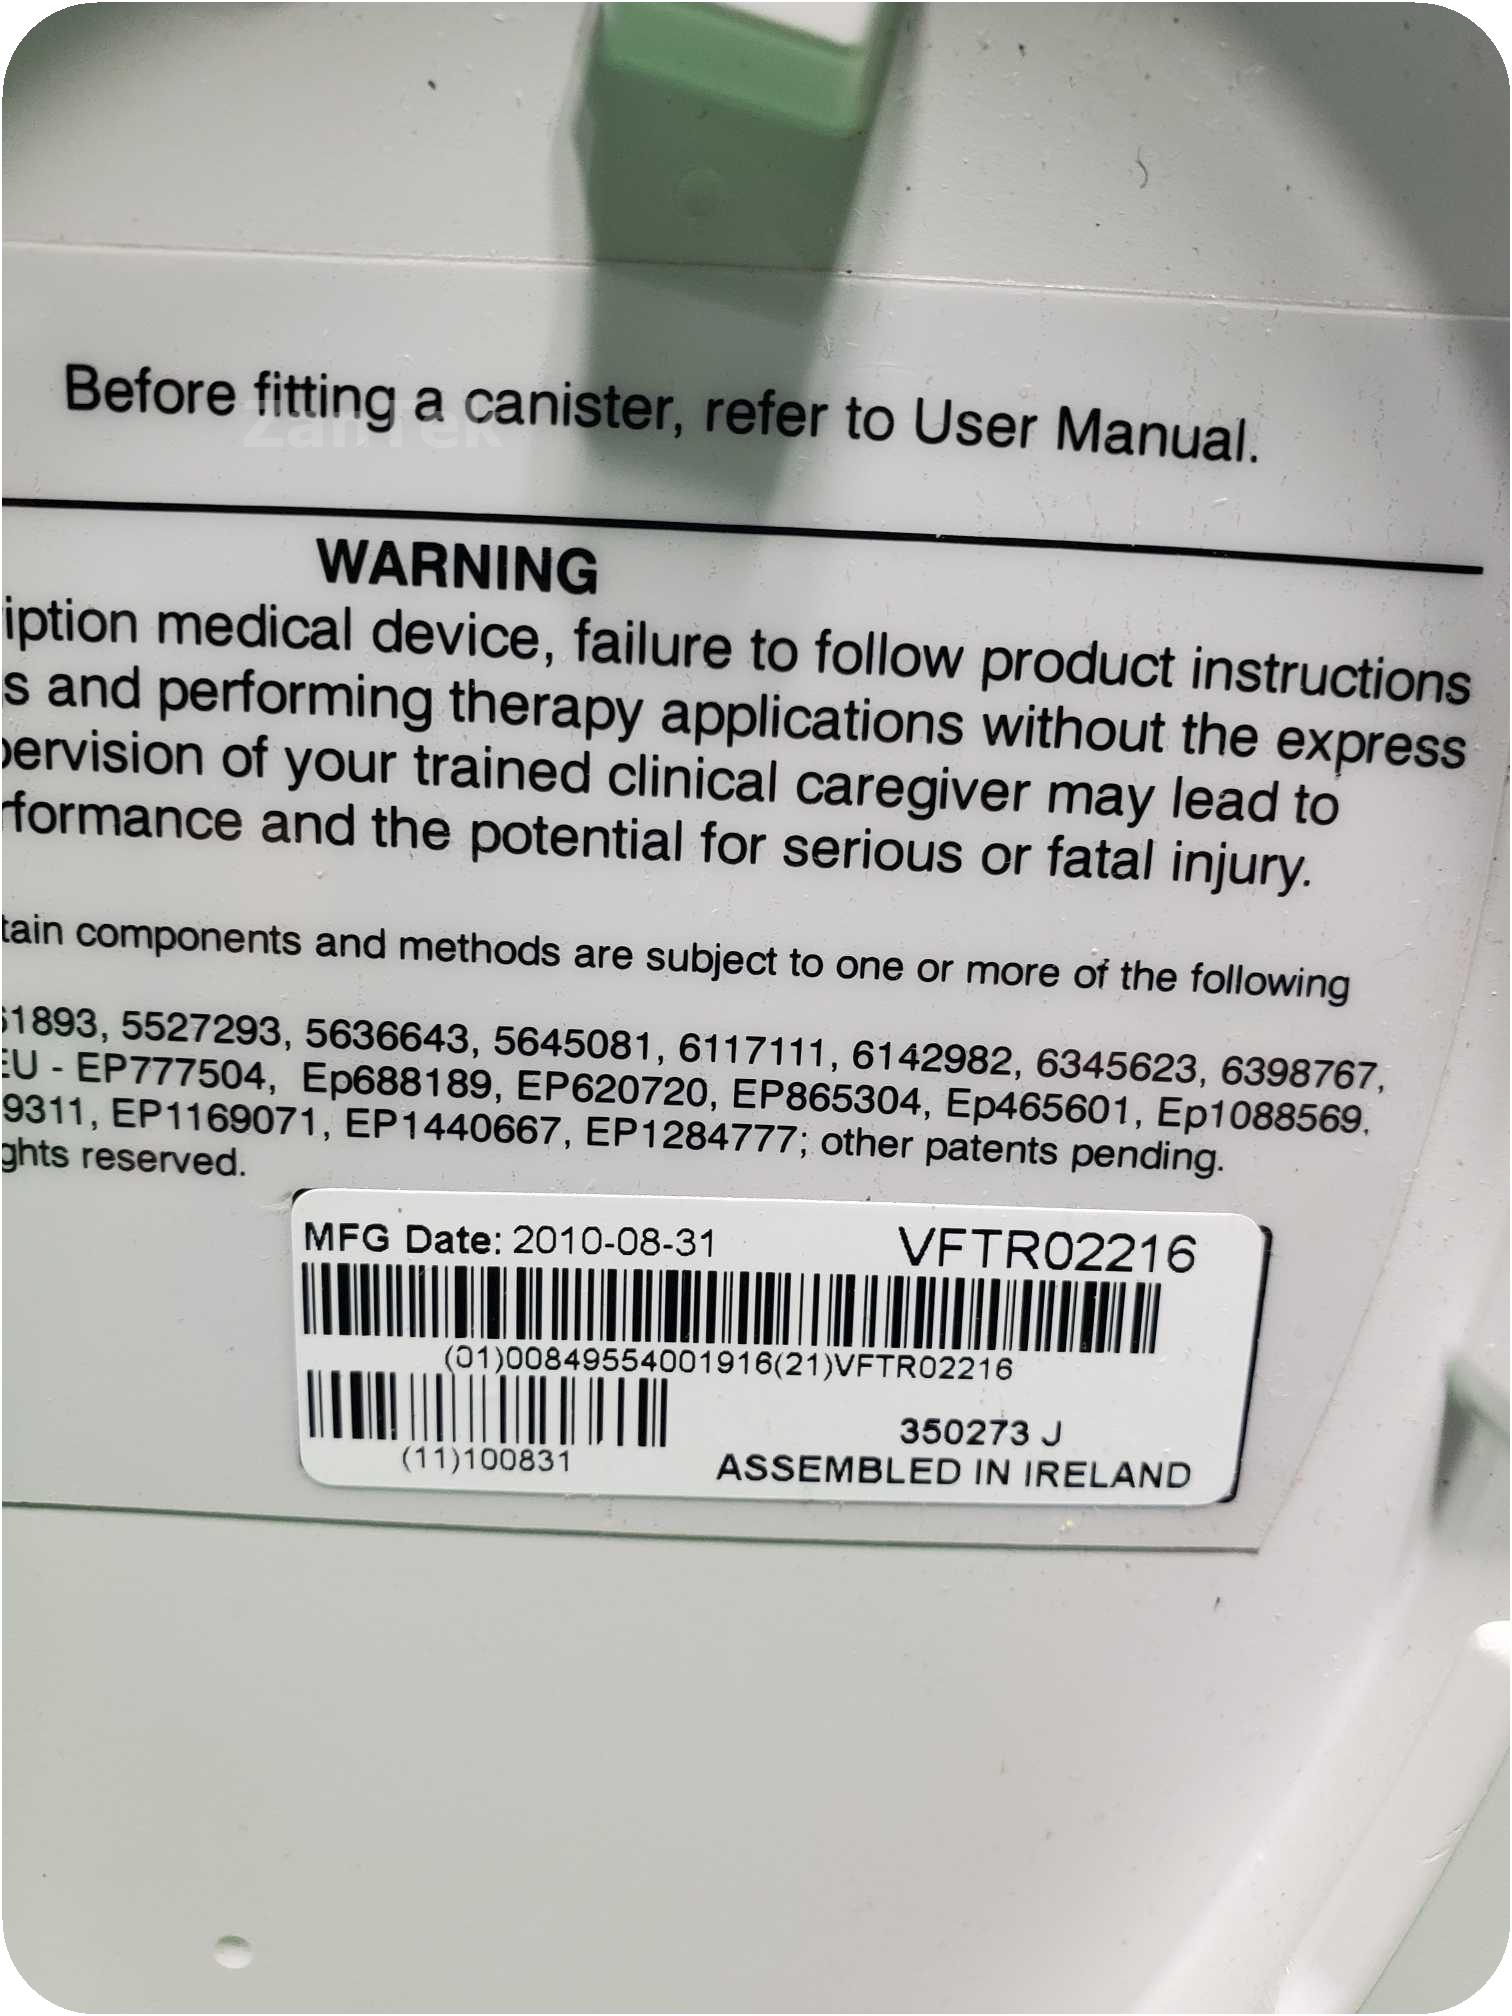 Before fitting a canister, refer to User Manual.
ZamTek
WARNING
iption medical device, failure to follow product instructions
s and performing therapy applications without the express
pervision of your trained clinical caregiver may lead to
rformance and the potential for serious or fatal injury.
tain components and methods are subject to one or more of the following
61893, 5527293, 5636643, 5645081, 6117111, 6142982, 6345623, 6398767,
EU - EP777504, Ep688189, EP620720, EP865304, Ep465601, Ep1088569,
9311, EP1169071, EP1440667, EP1284777; other patents pending.
ghts reserved.
MFG Date: 2010-08-31 VFTR02216
(01)00849554001916(21)VFTR02216
(11)100831
350273 J
ASSEMBLED IN IRELAND